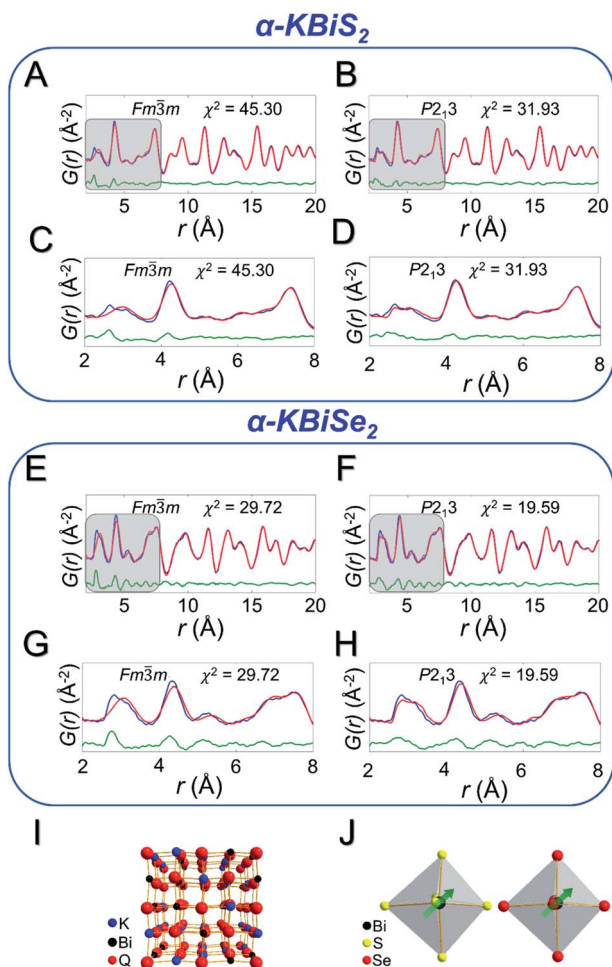 α-KBiS₂
A
Fm3̅m χ² = 45.30
G(r) (Å⁻²)
5 10 15 20
r (Å)
B
P2₁3 χ² = 31.93
G(r) (Å⁻²)
5 10 15 20
r (Å)
C
Fm3̅m χ² = 45.30
G(r) (Å⁻²)
2 4 6 8
r (Å)
D
P2₁3 χ² = 31.93
G(r) (Å⁻²)
2 4 6 8
r (Å)
α-KBiSe₂
E
Fm3̅m χ² = 29.72
G(r) (Å⁻²)
5 10 15 20
r (Å)
F
P2₁3 χ² = 19.59
G(r) (Å⁻²)
5 10 15 20
r (Å)
G
Fm3̅m χ² = 29.72
G(r) (Å⁻²)
2 4 6 8
r (Å)
H
P2₁3 χ² = 19.59
G(r) (Å⁻²)
2 4 6 8
r (Å)
I
K
Bi
Q
J
Bi
S
Se